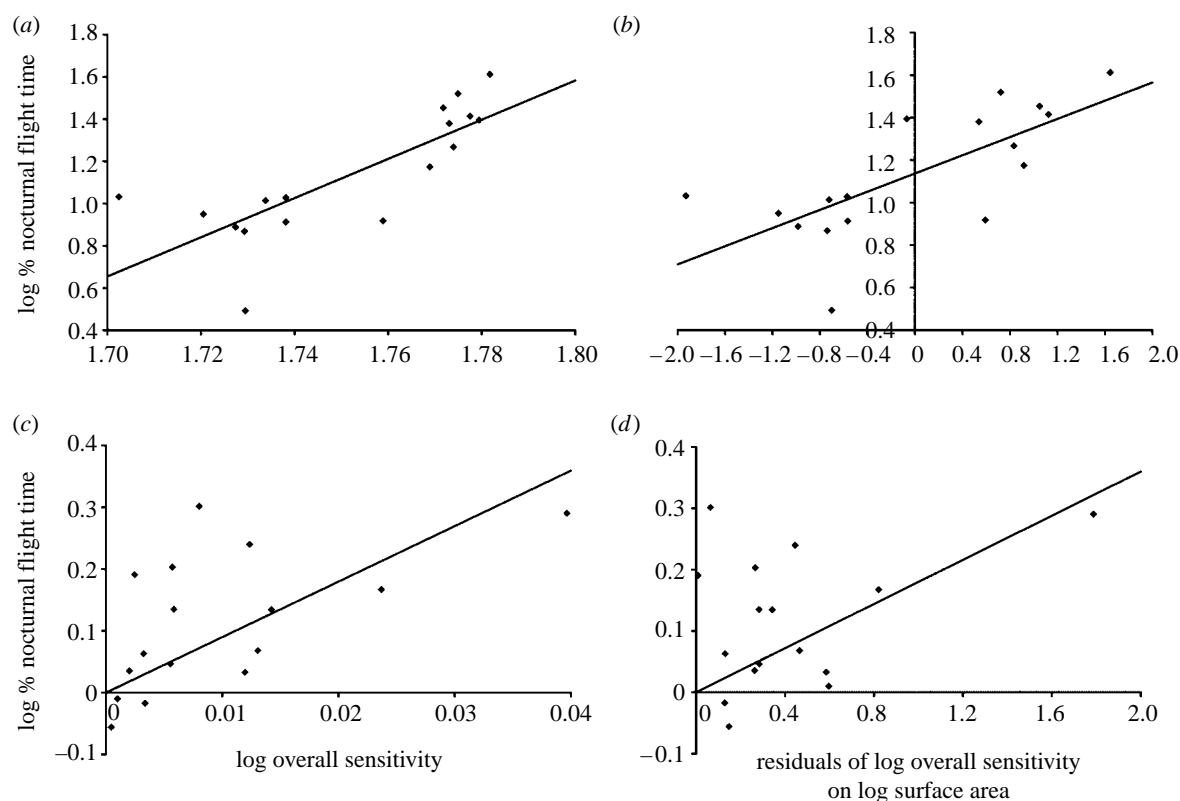 (a)
(b)
log % nocturnal flight time
1.8
1.6
1.4
1.2
1.0
0.8
0.6
0.4
1.70 1.72 1.74 1.76 1.78 1.80
1.8
1.6
1.4
1.2
1.0
0.8
0.6
0.4
−2.0 −1.6 −1.2 −0.8 −0.4 0 0.4 0.8 1.2 1.6 2.0
(c)
(d)
log % nocturnal flight time
0.4
0.3
0.2
0.1
0
−0.1
0 0.01 0.02 0.03 0.04
log overall sensitivity
0.4
0.3
0.2
0.1
0
−0.1
0 0.4 0.8 1.2 1.6 2.0
residuals of log overall sensitivity
on log surface area